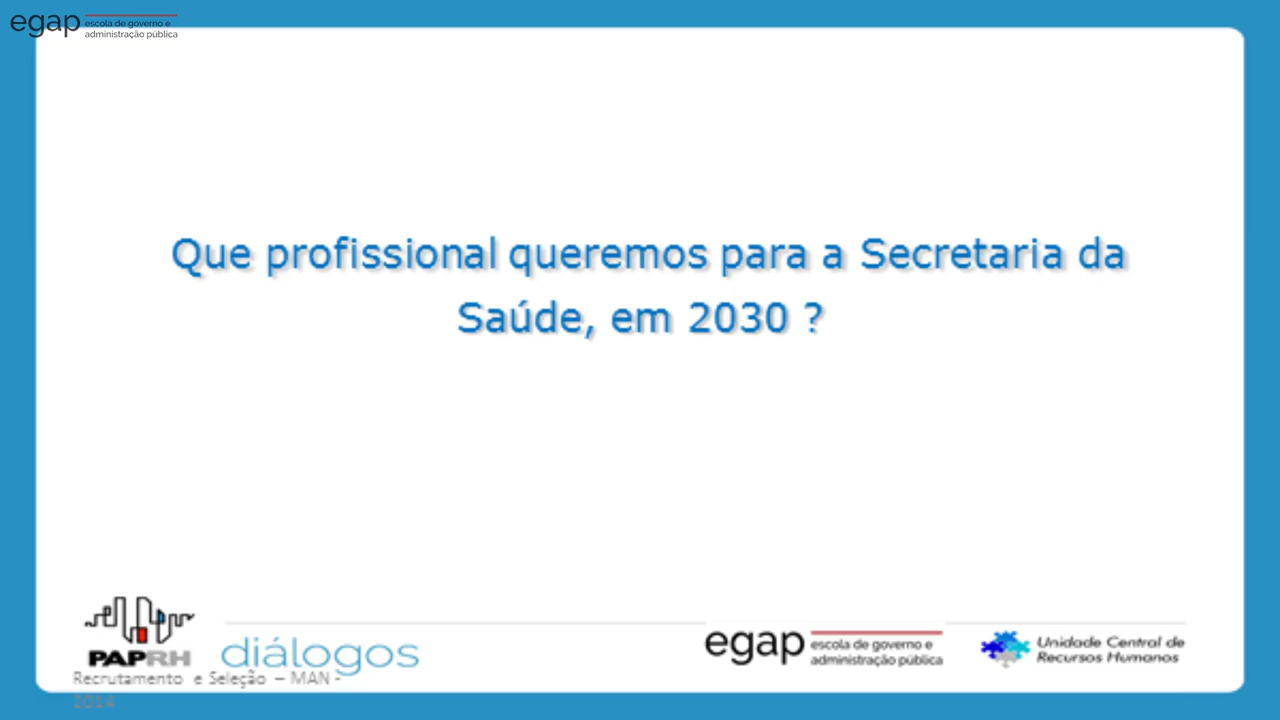 egap escola de governo e
administração pública
Que profissional queremos para a Secretaria da
Saúde, em 2030 ?
PAPRH
diálogos
egap escola de governo e
administração pública
Unidade Central de
Recursos Humanos
Recrutamento e Seleção – MAN -
2014